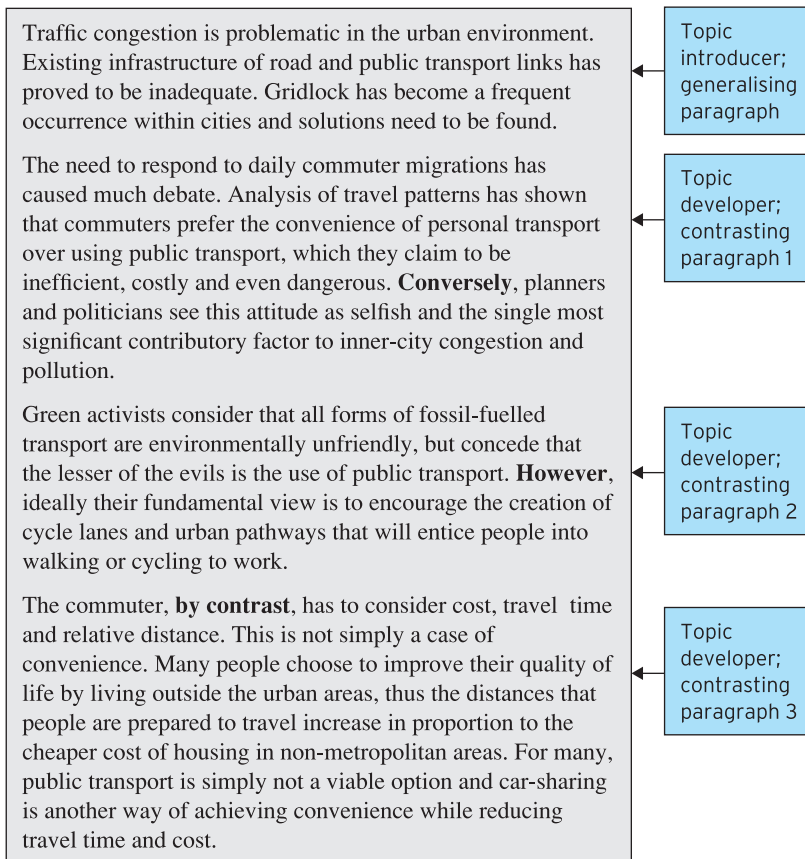 Traffic congestion is problematic in the urban environment.
Existing infrastructure of road and public transport links has
proved to be inadequate. Gridlock has become a frequent
occurrence within cities and solutions need to be found.
Topic
introducer;
generalising
paragraph
The need to respond to daily commuter migrations has
caused much debate. Analysis of travel patterns has shown
that commuters prefer the convenience of personal transport
over using public transport, which they claim to be
inefficient, costly and even dangerous. Conversely, planners
and politicians see this attitude as selfish and the single most
significant contributory factor to inner-city congestion and
pollution.
Topic
developer;
contrasting
paragraph 1
Green activists consider that all forms of fossil-fuelled
transport are environmentally unfriendly, but concede that
the lesser of the evils is the use of public transport. However,
ideally their fundamental view is to encourage the creation of
cycle lanes and urban pathways that will entice people into
walking or cycling to work.
Topic
developer;
contrasting
paragraph 2
The commuter, by contrast, has to consider cost, travel time
and relative distance. This is not simply a case of
convenience. Many people choose to improve their quality of
life by living outside the urban areas, thus the distances that
people are prepared to travel increase in proportion to the
cheaper cost of housing in non-metropolitan areas. For many,
public transport is simply not a viable option and car-sharing
is another way of achieving convenience while reducing
travel time and cost.
Topic
developer;
contrasting
paragraph 3